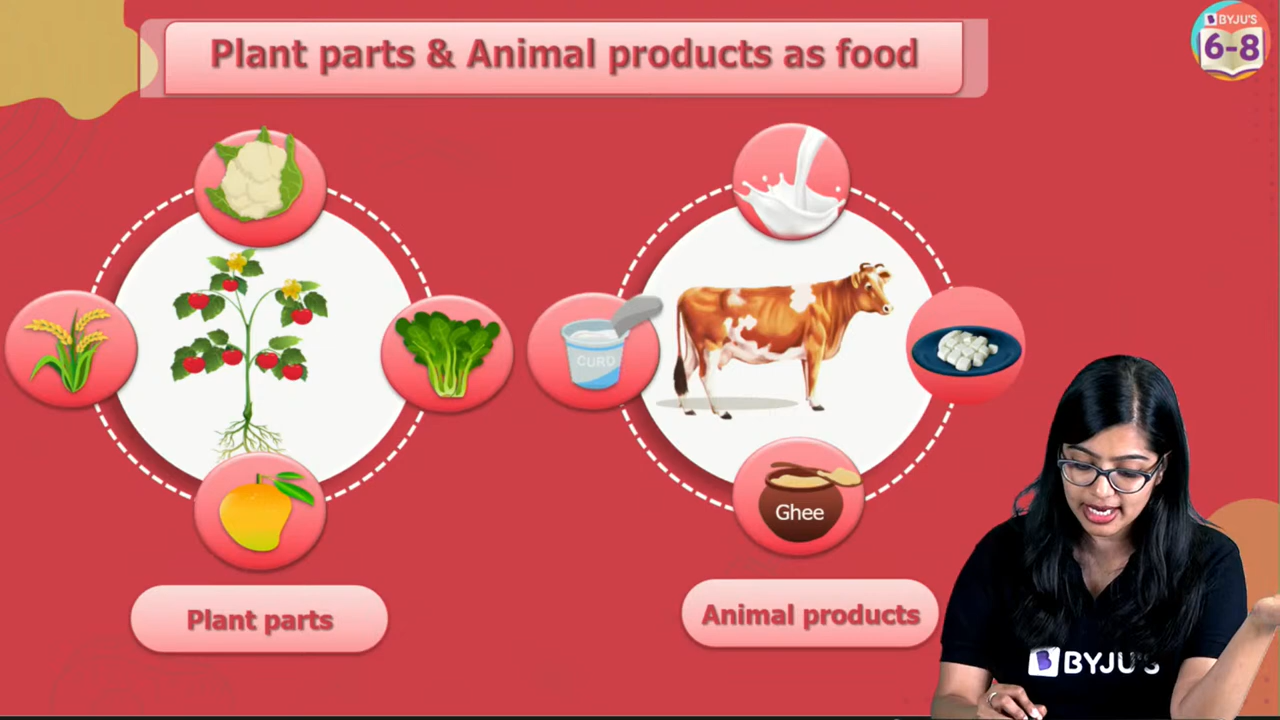 Plant parts & Animal products as food
BYJU'S
6-8
CURD
Ghee
Plant parts
Animal products
BYJU'S